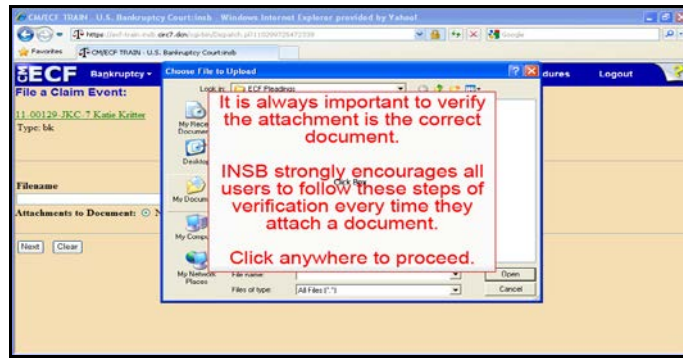 CM/ECF TRAIN - U.S. Bankruptcy Court:insb - Windows Internet Explorer provided by Yahoo!
Google
Favorites CM/ECF TRAIN - U.S. Bankruptcy Court:insb
ECF Bankruptcy dures Logout ?
File a Claim Event:
11-00129-JKC-7 Katie Kritter
Type: bk
Filename
Attachments to Document:
Next Clear
Choose File to Upload
Look in: ECF Pleadings
My Rece
Documen
Desktop
My Docum
My Compu
My Network
Places
File name:
Files of type: All Files (*.*)
Open
Cancel
It is always important to verify
the attachment is the correct
document.
INSB strongly encourages all
users to follow these steps of
verification every time they
attach a document.
Click anywhere to proceed.